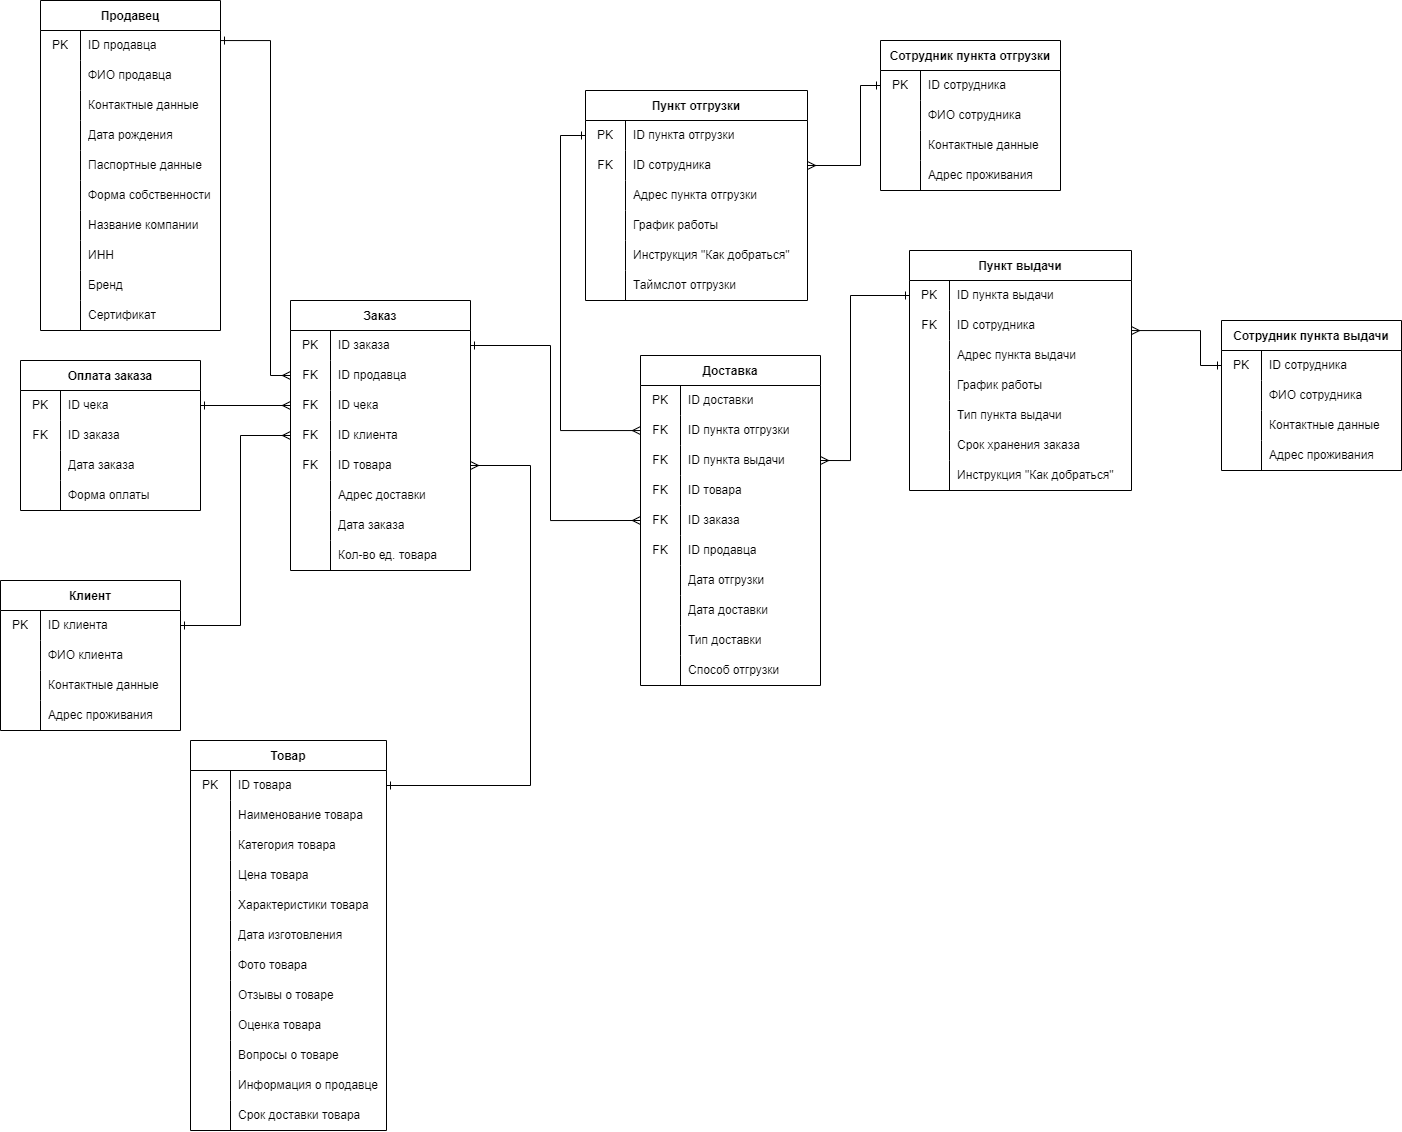 Продавец
PK ID продавца
ФИО продавца
Контактные данные
Дата рождения
Паспортные данные
Форма собственности
Название компании
ИНН
Бренд
Сертификат
Оплата заказа
PK ID чека
FK ID заказа
Дата заказа
Форма оплаты
Клиент
PK ID клиента
ФИО клиента
Контактные данные
Адрес проживания
Заказ
PK ID заказа
FK ID продавца
FK ID чека
FK ID клиента
FK ID товара
Адрес доставки
Дата заказа
Кол-во ед. товара
Товар
PK ID товара
Наименование товара
Категория товара
Цена товара
Характеристики товара
Дата изготовления
Фото товара
Отзывы о товаре
Оценка товара
Вопросы о товаре
Информация о продавце
Срок доставки товара
Пункт отгрузки
PK ID пункта отгрузки
FK ID сотрудника
Адрес пункта отгрузки
График работы
Инструкция "Как добраться"
Таймслот отгрузки
Доставка
PK ID доставки
FK ID пункта отгрузки
FK ID пункта выдачи
FK ID товара
FK ID заказа
FK ID продавца
Дата отгрузки
Дата доставки
Тип доставки
Способ отгрузки
Сотрудник пункта отгрузки
PK ID сотрудника
ФИО сотрудника
Контактные данные
Адрес проживания
Пункт выдачи
PK ID пункта выдачи
FK ID сотрудника
Адрес пункта выдачи
График работы
Тип пункта выдачи
Срок хранения заказа
Инструкция "Как добраться"
Сотрудник пункта выдачи
PK ID сотрудника
ФИО сотрудника
Контактные данные
Адрес проживания